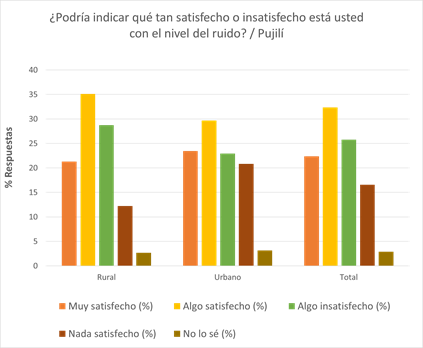 ¿Podría indicar qué tan satisfecho o insatisfecho está usted
con el nivel del ruido? / Pujilí
% Respuestas
40
35
30
25
20
15
10
5
0
Rural Urbano Total
Muy satisfecho (%) Algo satisfecho (%) Algo insatisfecho (%)
Nada satisfecho (%) No lo sé (%)